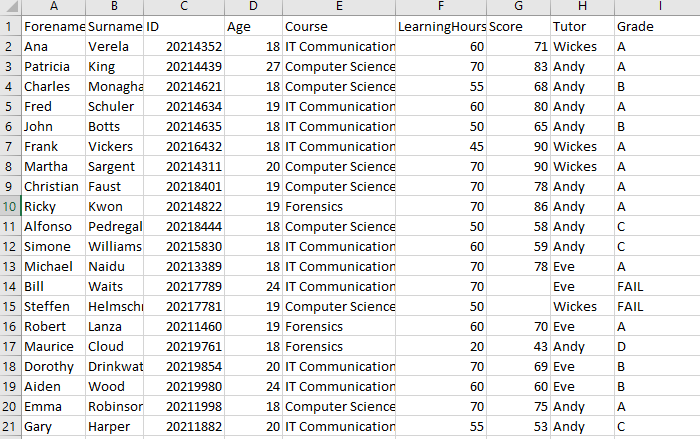 A B C D E F G H I
1 Forename Surname ID Age Course LearningHours Score Tutor Grade
2 Ana Verela 20214352 18 IT Communication 60 71 Wickes A
3 Patricia King 20214439 27 Computer Science 70 83 Andy A
4 Charles Monagha 20214621 18 Computer Science 55 68 Andy B
5 Fred Schuler 20214634 19 IT Communication 60 80 Andy A
6 John Botts 20214635 18 IT Communication 50 65 Andy B
7 Frank Vickers 20216432 18 IT Communication 45 90 Wickes A
8 Martha Sargent 20214311 20 Computer Science 70 90 Wickes A
9 Christian Faust 20218401 19 Computer Science 70 78 Andy A
10 Ricky Kwon 20214822 19 Forensics 70 86 Andy A
11 Alfonso Pedregal 20218444 18 Computer Science 50 58 Andy C
12 Simone Williams 20215830 18 IT Communication 60 59 Andy C
13 Michael Naidu 20213389 18 IT Communication 70 78 Eve A
14 Bill Waits 20217789 24 IT Communication 70 Eve FAIL
15 Steffen Helmsch 20217781 19 Computer Science 50 Wickes FAIL
16 Robert Lanza 20211460 19 Forensics 60 70 Eve A
17 Maurice Cloud 20219761 18 Forensics 20 43 Andy D
18 Dorothy Drinkwat 20219854 20 IT Communication 70 69 Eve B
19 Aiden Wood 20219980 24 IT Communication 60 60 Eve B
20 Emma Robinson 20211998 18 Computer Science 70 75 Andy A
21 Gary Harper 20211882 20 IT Communication 55 53 Andy C